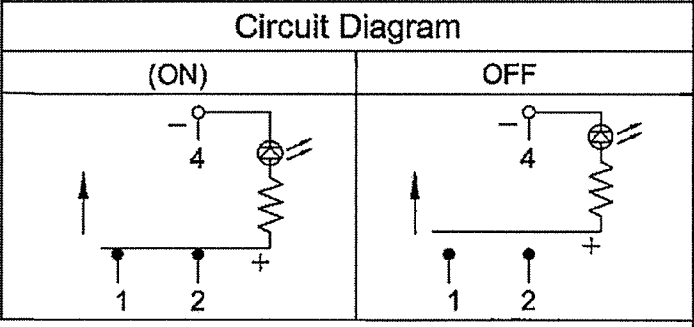 Circuit Diagram
(ON) OFF
− −
4 4
+ +
1 2 1 2